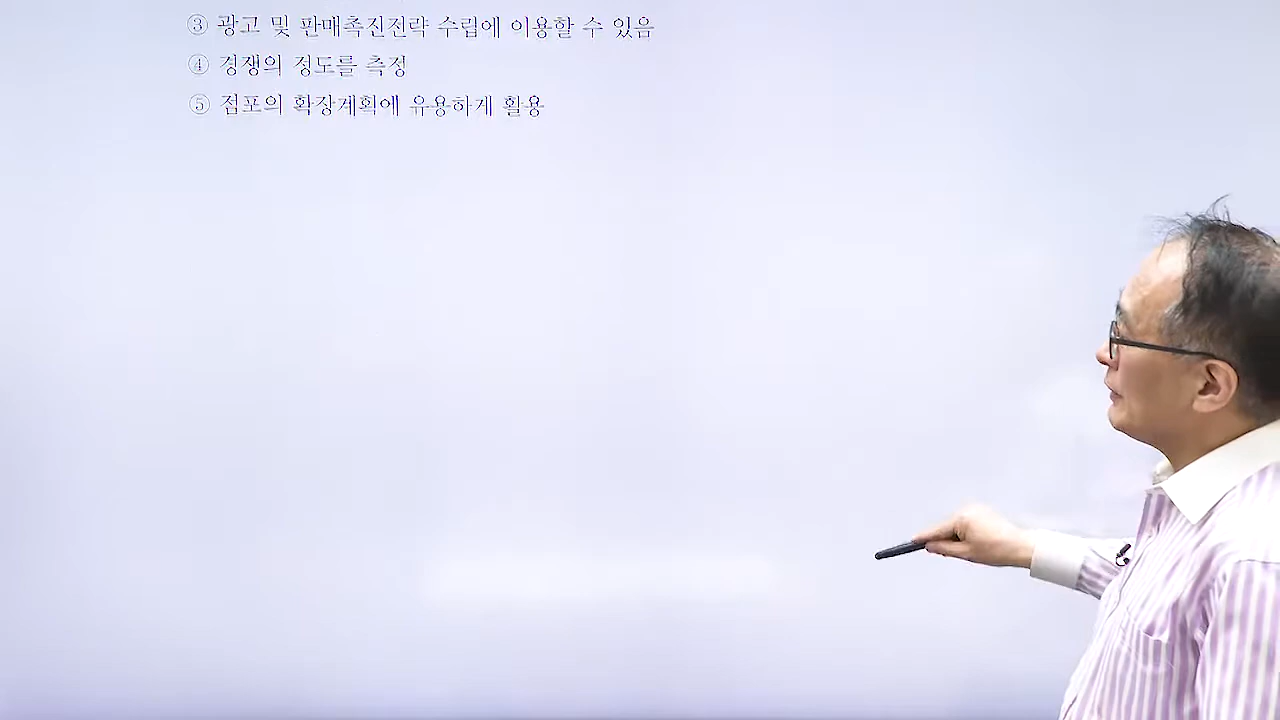 ③ 광고 및 판매촉진전략 수립에 이용할 수 있음
④ 경쟁의 정도를 측정
⑤ 점포의 확장계획에 유용하게 활용